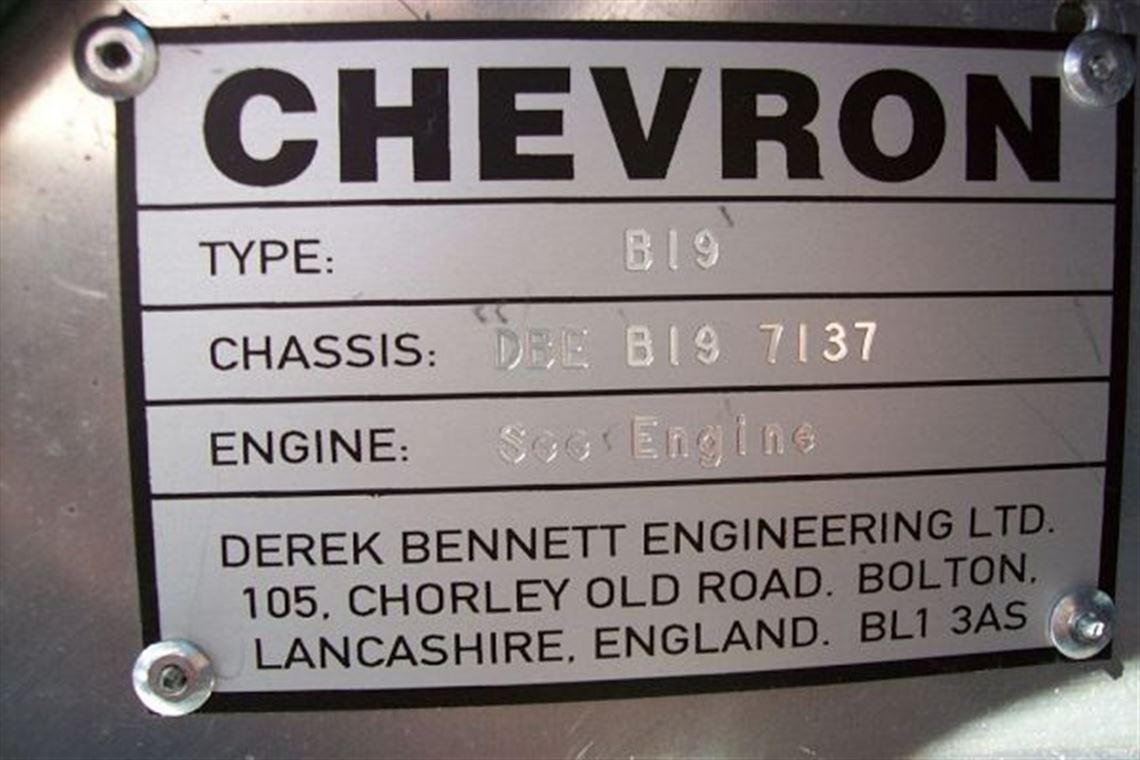 CHEVRON
TYPE: B19
CHASSIS: DBE B19 7137
ENGINE: See Engine
DEREK BENNETT ENGINEERING LTD.
105, CHORLEY OLD ROAD. BOLTON,
LANCASHIRE, ENGLAND. BL1 3AS